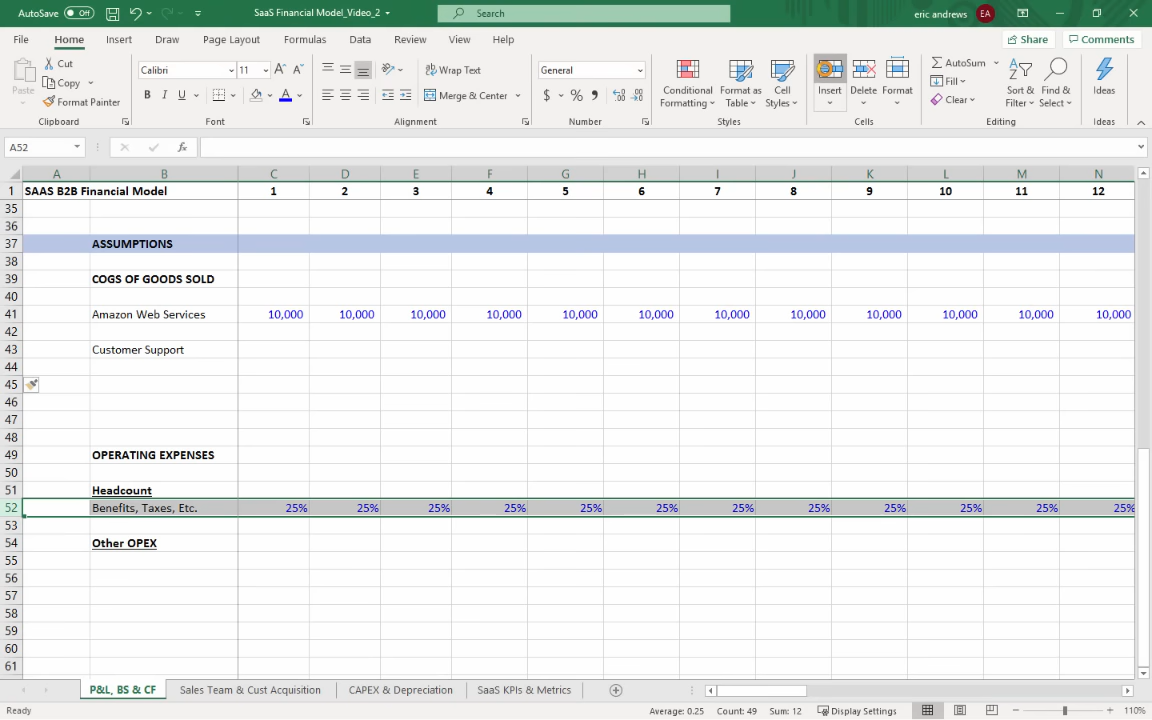 AutoSave Off SaaS Financial Model_Video_2 Search eric andrews EA
File Home Insert Draw Page Layout Formulas Data Review View Help Share Comments
Paste Cut Copy Format Painter Clipboard
Calibri 11 A A B I U A Font
Wrap Text Merge & Center Alignment
General $ % , Number
Conditional Formatting Format as Table Cell Styles Styles
Insert Delete Format Cells
AutoSum Fill Clear Sort & Filter Find & Select Editing
Ideas Ideas
A52 fx
A B C D E F G H I J K L M N
1 SAAS B2B Financial Model 1 2 3 4 5 6 7 8 9 10 11 12
35
36
37 ASSUMPTIONS
38
39 COGS OF GOODS SOLD
40
41 Amazon Web Services 10,000 10,000 10,000 10,000 10,000 10,000 10,000 10,000 10,000 10,000 10,000 10,000
42
43 Customer Support
44
45
46
47
48
49 OPERATING EXPENSES
50
51 Headcount
52 Benefits, Taxes, Etc. 25% 25% 25% 25% 25% 25% 25% 25% 25% 25% 25% 25%
53
54 Other OPEX
55
56
57
58
59
60
61
P&L, BS & CF Sales Team & Cust Acquisition CAPEX & Depreciation SaaS KPIs & Metrics
Ready Average: 0.25 Count: 49 Sum: 12 Display Settings 110%